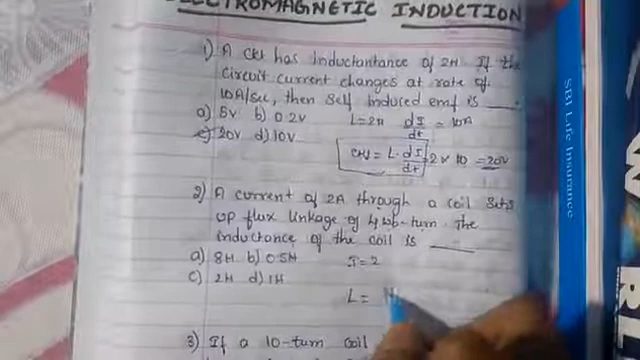 ELECTROMAGNETIC INDUCTION
1) A ckt has inductantance of 2H. If the
circuit current changes at rate of
10A/sec, then self induced emf is ____.
a) 5V b) 0.2V
c) 20V d) 10V
L=2H dI/dt = 10A
emf = L·dI/dt = 2 x 10 = 20V
2) A current of 2A through a coil sets
up flux linkage of 4 wb-turn. The
inductance of the coil is ____
a) 8H b) 0.5H
c) 2H d) 1H
I=2
L=
3) If a 10-turn coil
SBI Life Insurance